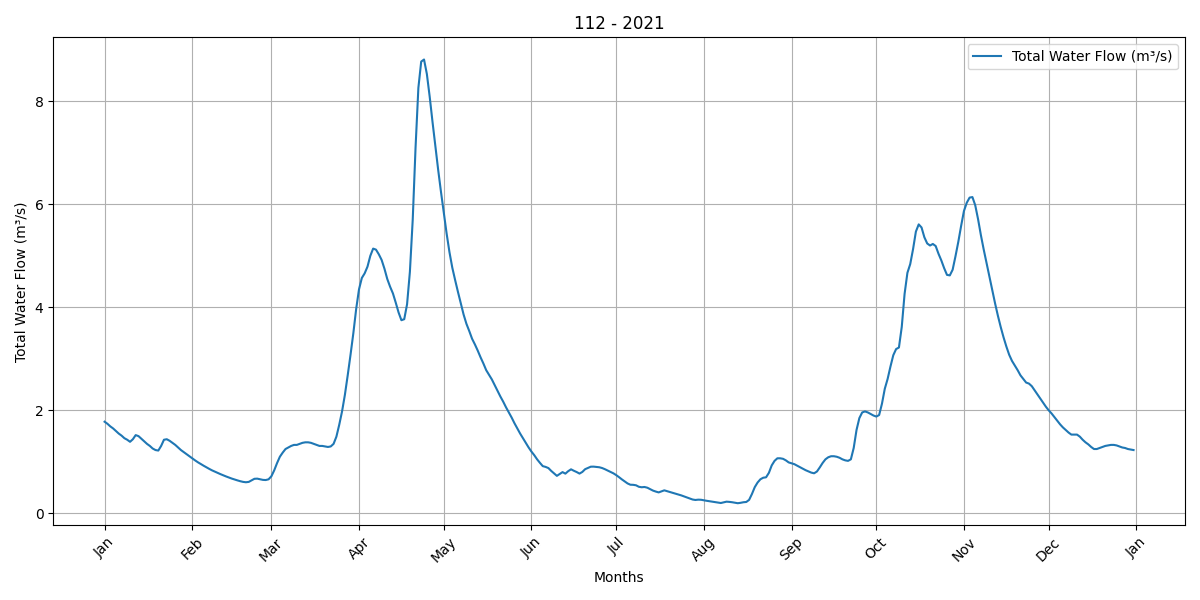 112 - 2021
Total Water Flow (m³/s)
Total Water Flow (m³/s)
8
6
4
2
0
Jan Feb Mar Apr May Jun Jul Aug Sep Oct Nov Dec Jan
Months